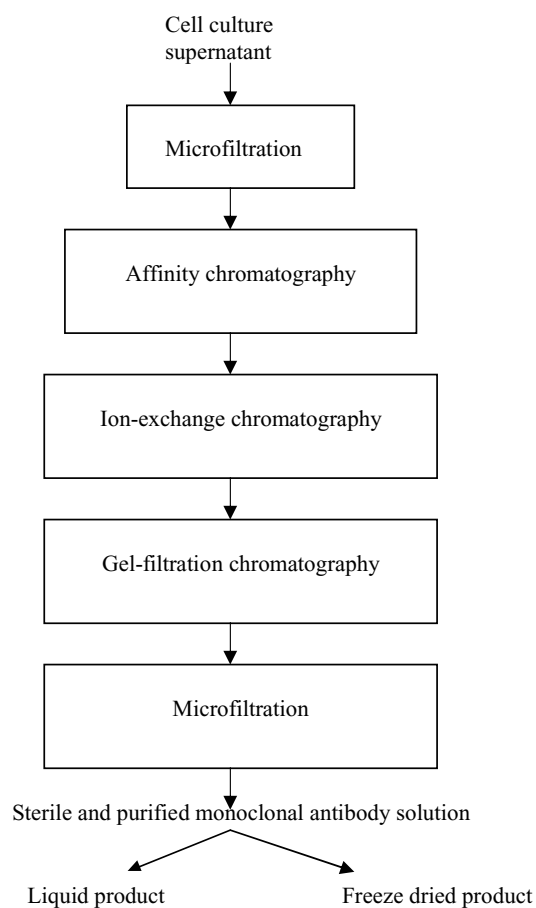 Cell culture
supernatant
Microfiltration
Affinity chromatography
Ion-exchange chromatography
Gel-filtration chromatography
Microfiltration
Sterile and purified monoclonal antibody solution
Liquid product
Freeze dried product